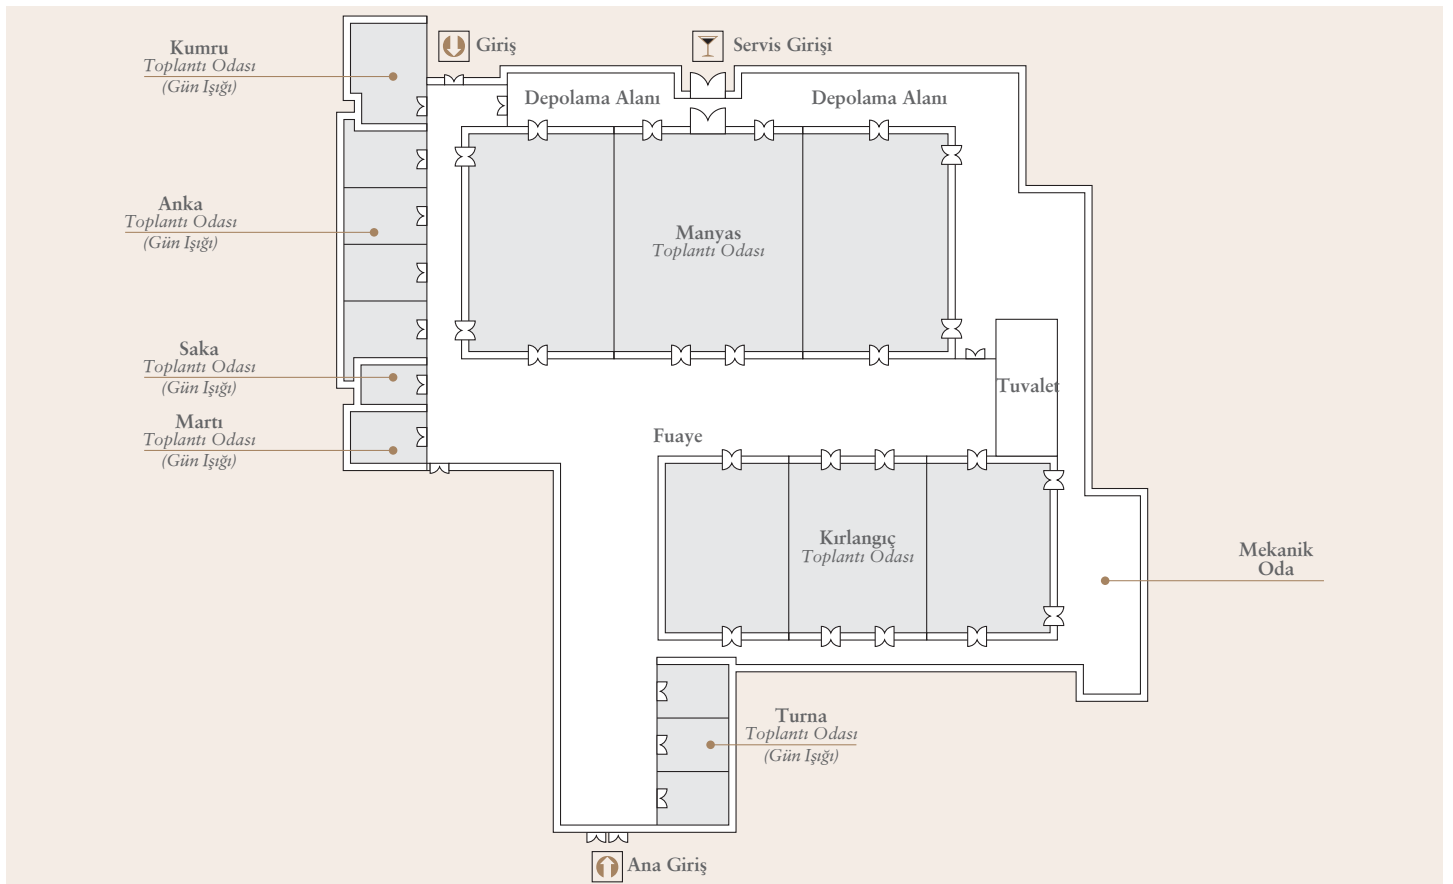 Giriş
Servis Girişi
Kumru
Toplantı Odası
(Gün Işığı)
Depolama Alanı
Depolama Alanı
Anka
Toplantı Odası
(Gün Işığı)
Manyas
Toplantı Odası
Saka
Toplantı Odası
(Gün Işığı)
Tuvalet
Martı
Toplantı Odası
(Gün Işığı)
Fuaye
Kırlangıç
Toplantı Odası
Mekanik
Oda
Turna
Toplantı Odası
(Gün Işığı)
Ana Giriş